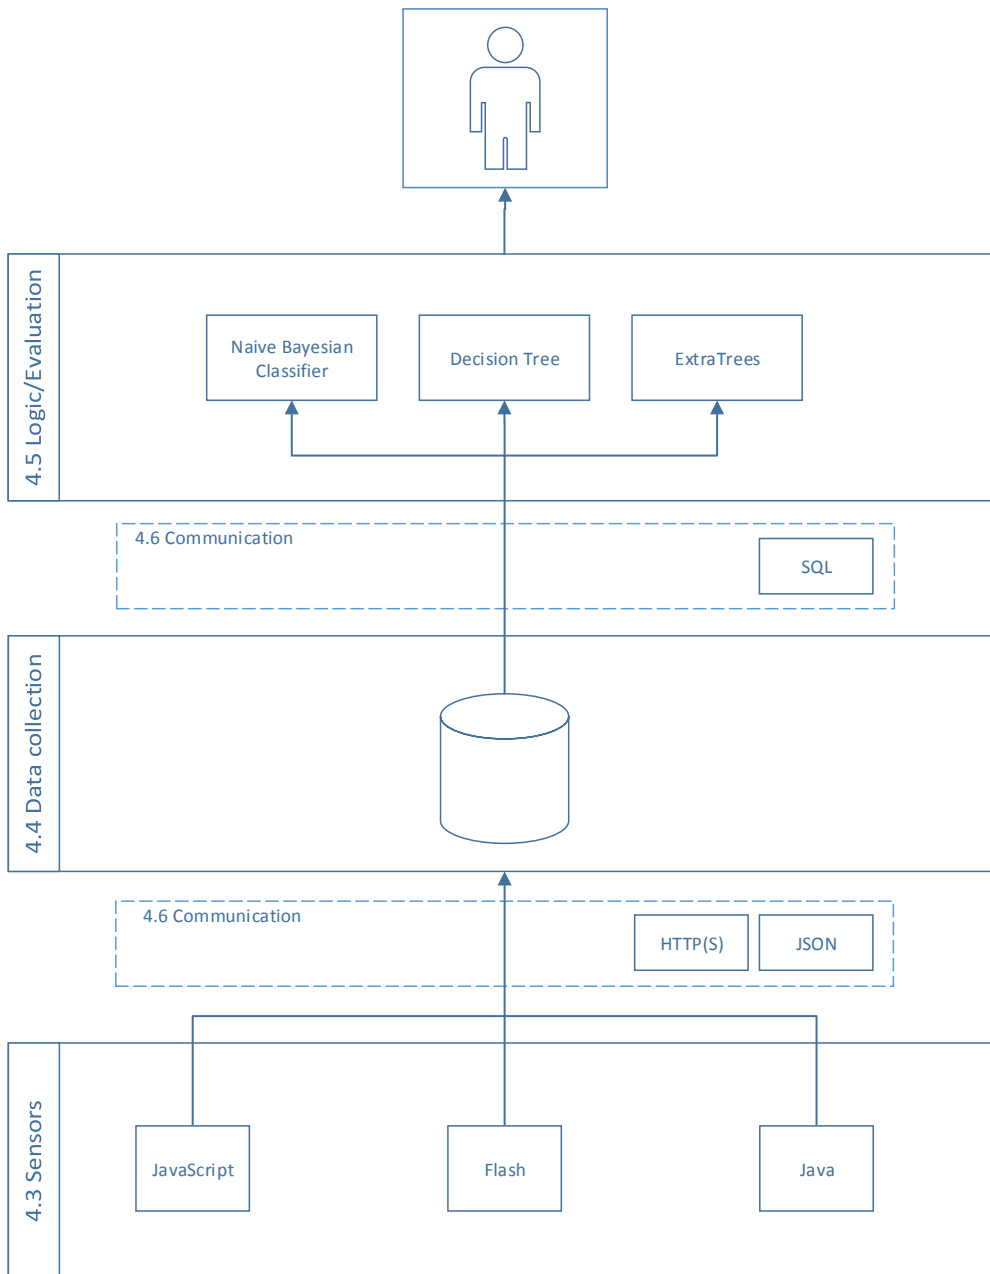 4.5 Logic/Evaluation
Naive Bayesian
Classifier
Decision Tree
ExtraTrees
4.6 Communication
SQL
4.4 Data collection
4.6 Communication
HTTP(S)
JSON
4.3 Sensors
JavaScript
Flash
Java